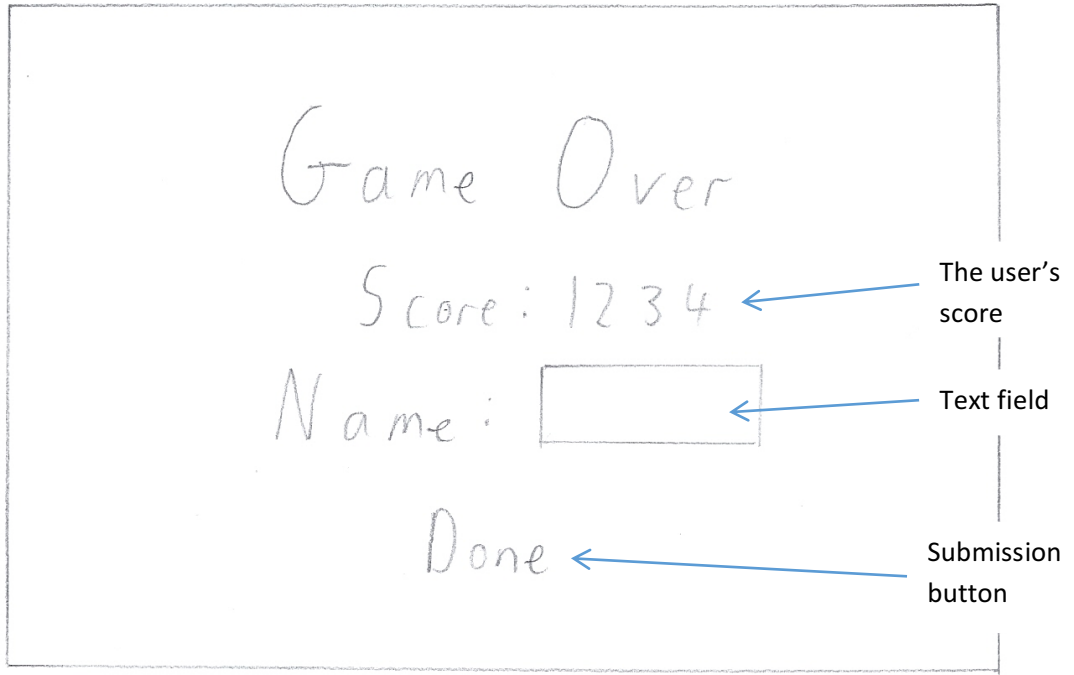 Game Over
Score: 1234
The user’s
score
Name:
Text field
Done
Submission
button